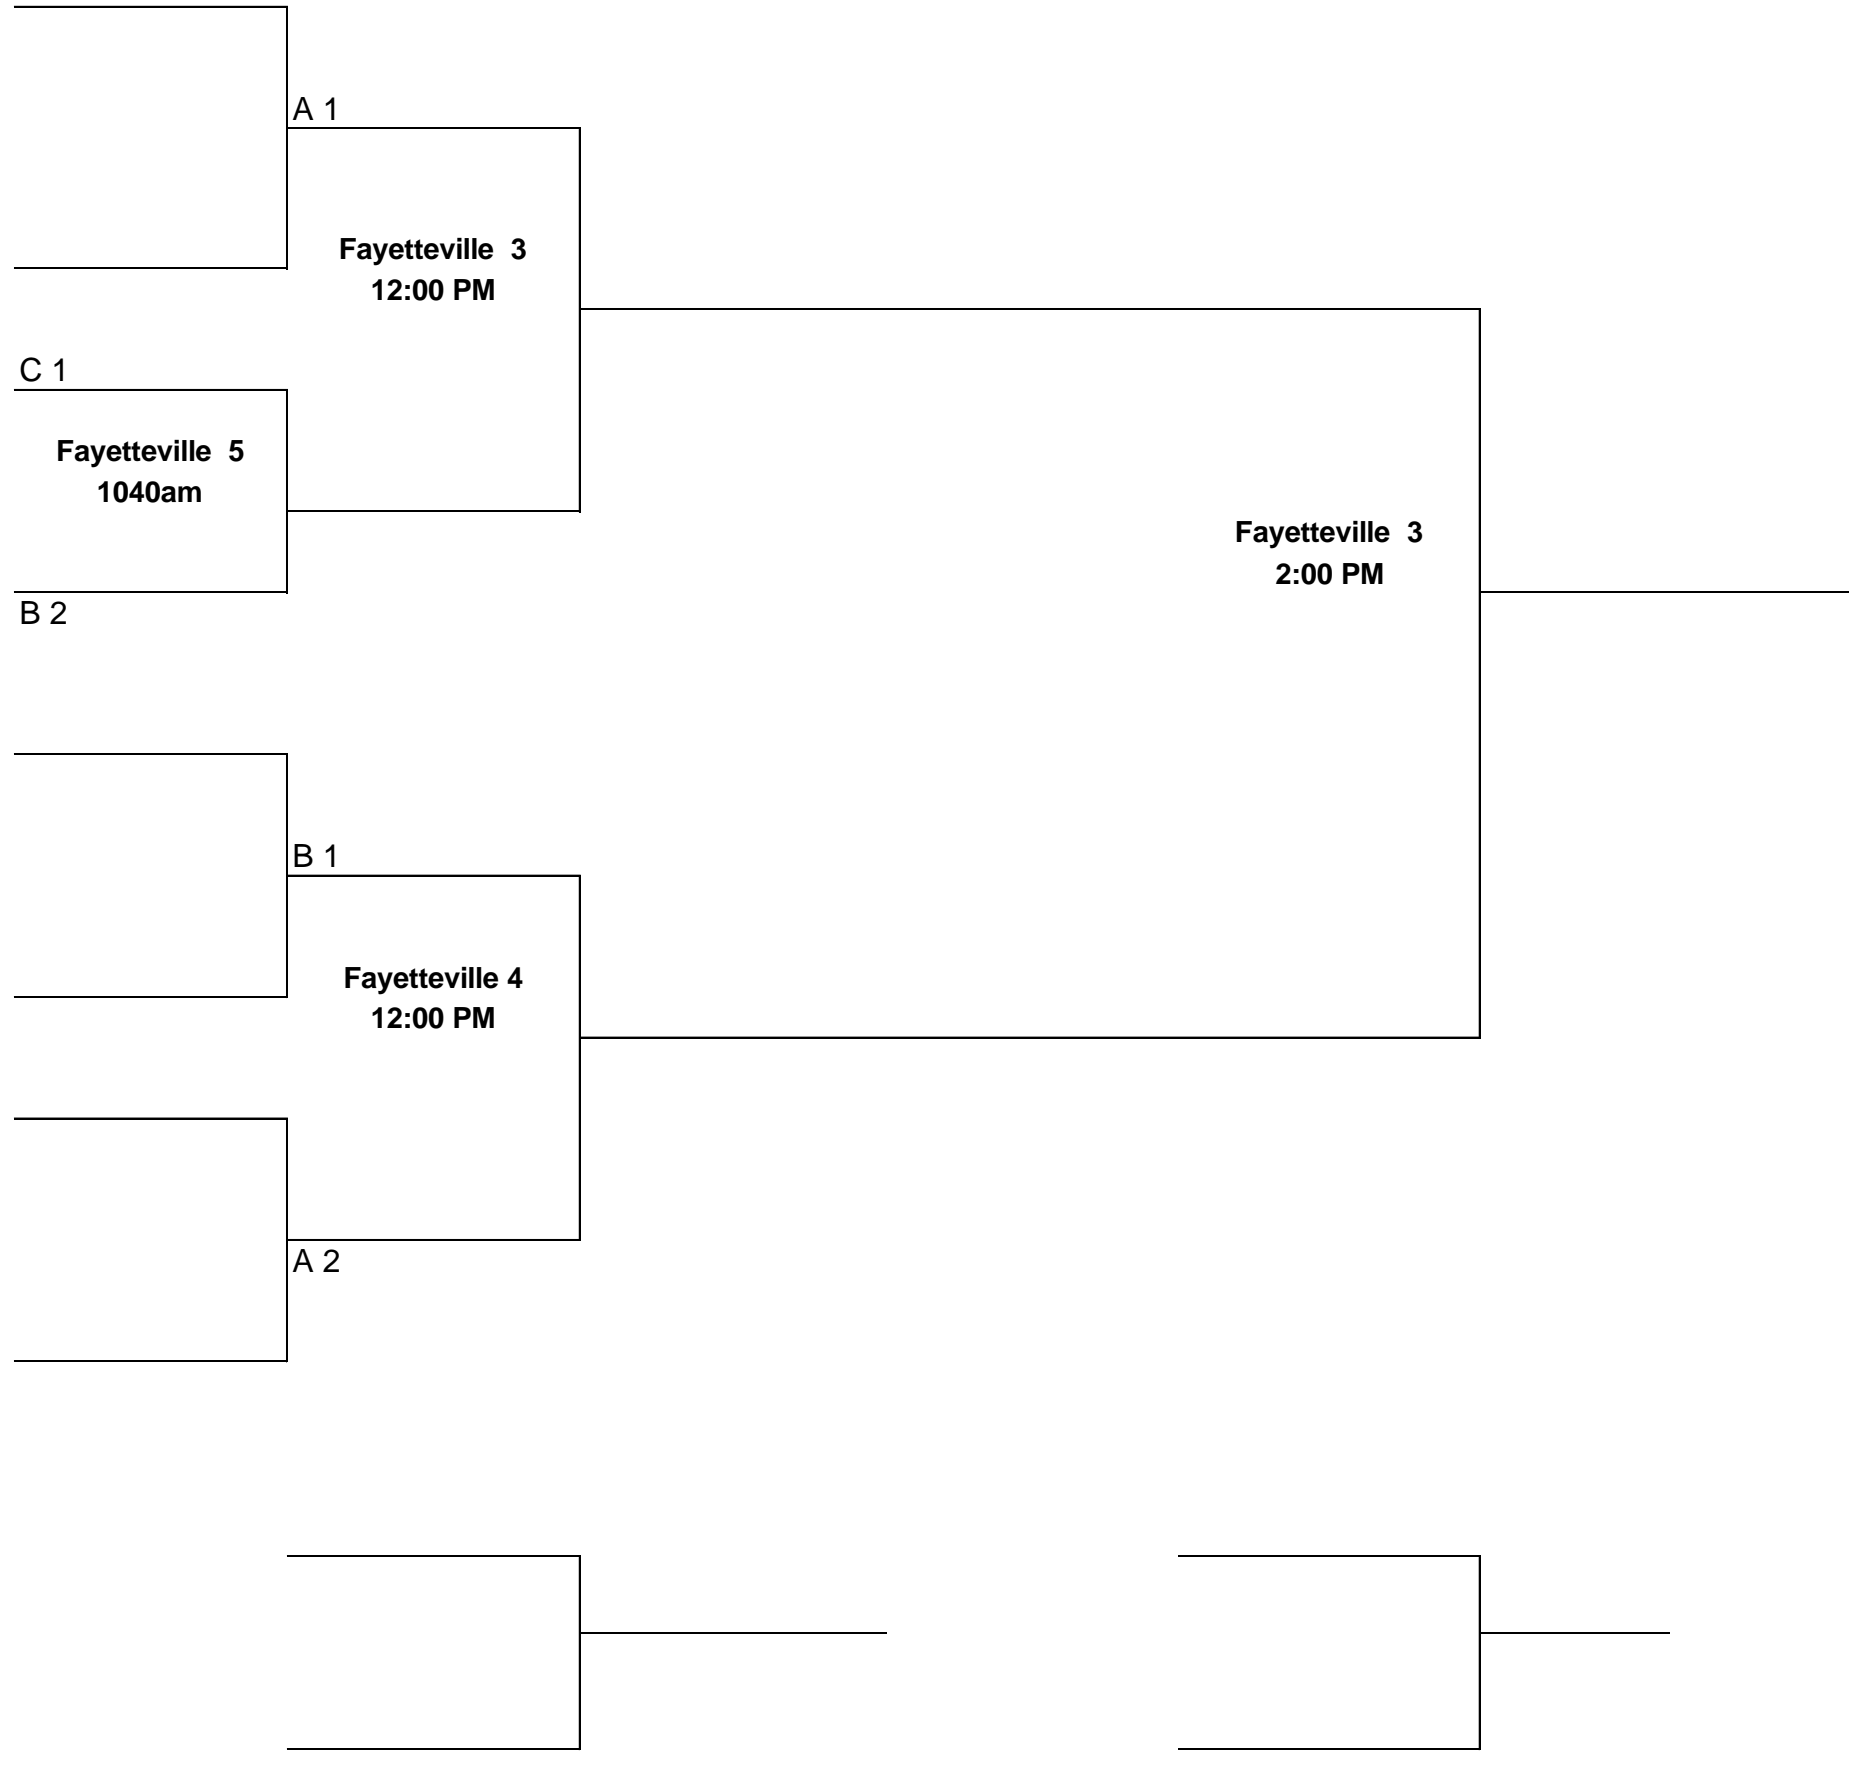 A 1
Fayetteville 3
12:00 PM
C 1
Fayetteville 5
1040am
Fayetteville 3
2:00 PM
B 2
B 1
Fayetteville 4
12:00 PM
A 2